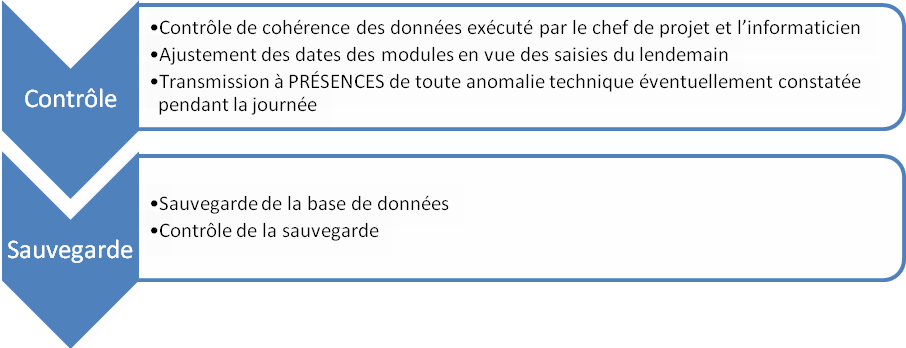 Contrôle
•Contrôle de cohérence des données exécuté par le chef de projet et l’informaticien
•Ajustement des dates des modules en vue des saisies du lendemain
•Transmission à PRÉSENCES de toute anomalie technique éventuellement constatée
pendant la journée
Sauvegarde
•Sauvegarde de la base de données
•Contrôle de la sauvegarde